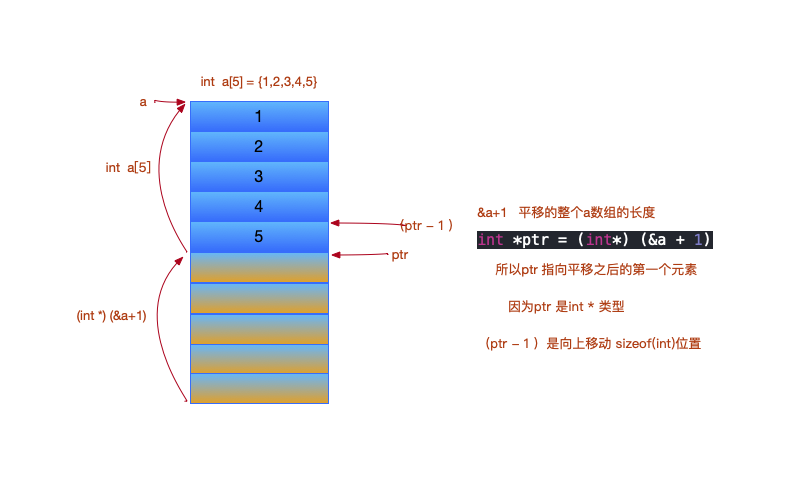 int a[5] = {1,2,3,4,5}
a
1
2
int a[5]
3
4
(ptr - 1 )
5
ptr
(int *) (&a+1)
&a+1 平移的整个a数组的长度
int *ptr = (int*) (&a + 1)
所以ptr 指向平移之后的第一个元素
因为ptr 是int * 类型
(ptr - 1 ) 是向上移动 sizeof(int)位置